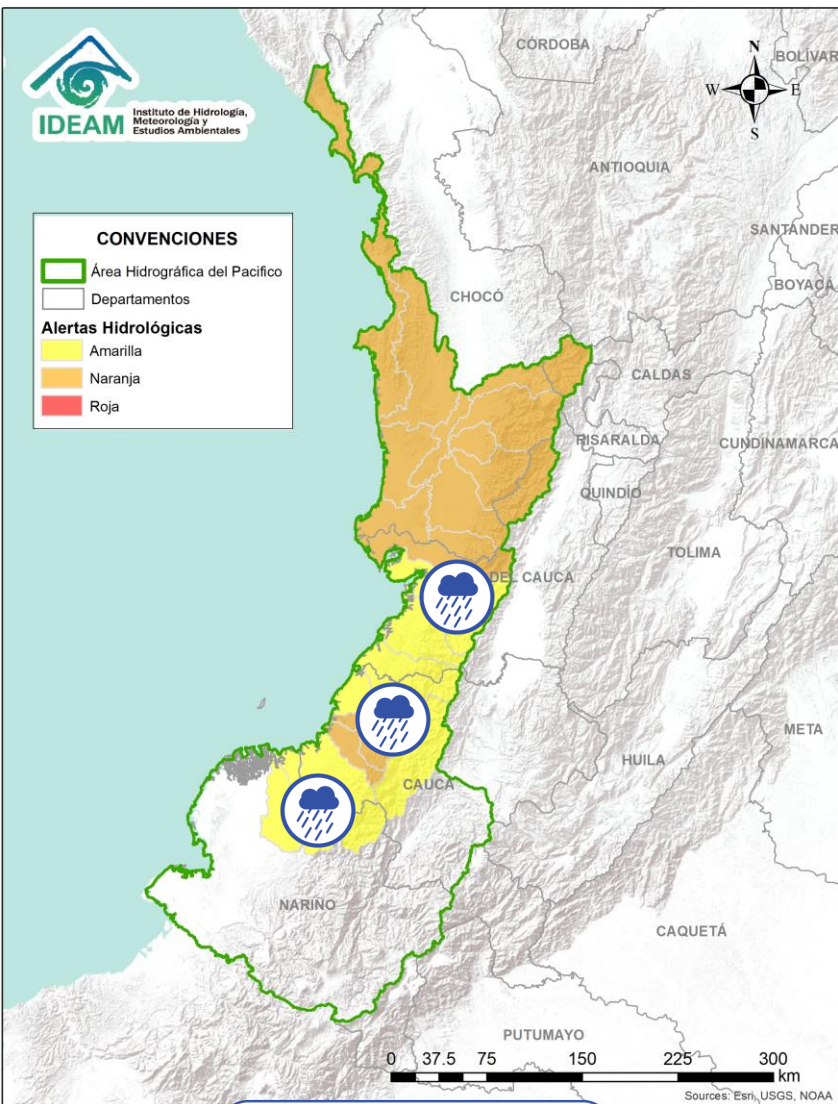 IDEAM
Instituto de Hidrología,
Meteorología y
Estudios Ambientales
CONVENCIONES
Área Hidrográfica del Pacifico
Departamentos
Alertas Hidrológicas
Amarilla
Naranja
Roja
N
W
E
S
CÓRDOBA
BOLÍVAR
ANTIOQUIA
SANTANDER
BOYACÁ
CHOCÓ
CALDAS
RISARALDA
CUNDINAMARCA
QUINDÍO
TOLIMA
DEL CAUCA
META
HUILA
CAUCA
NARIÑO
CAQUETÁ
PUTUMAYO
0 37.5 75 150 225 300
km
Sources: Esri, USGS, NOAA